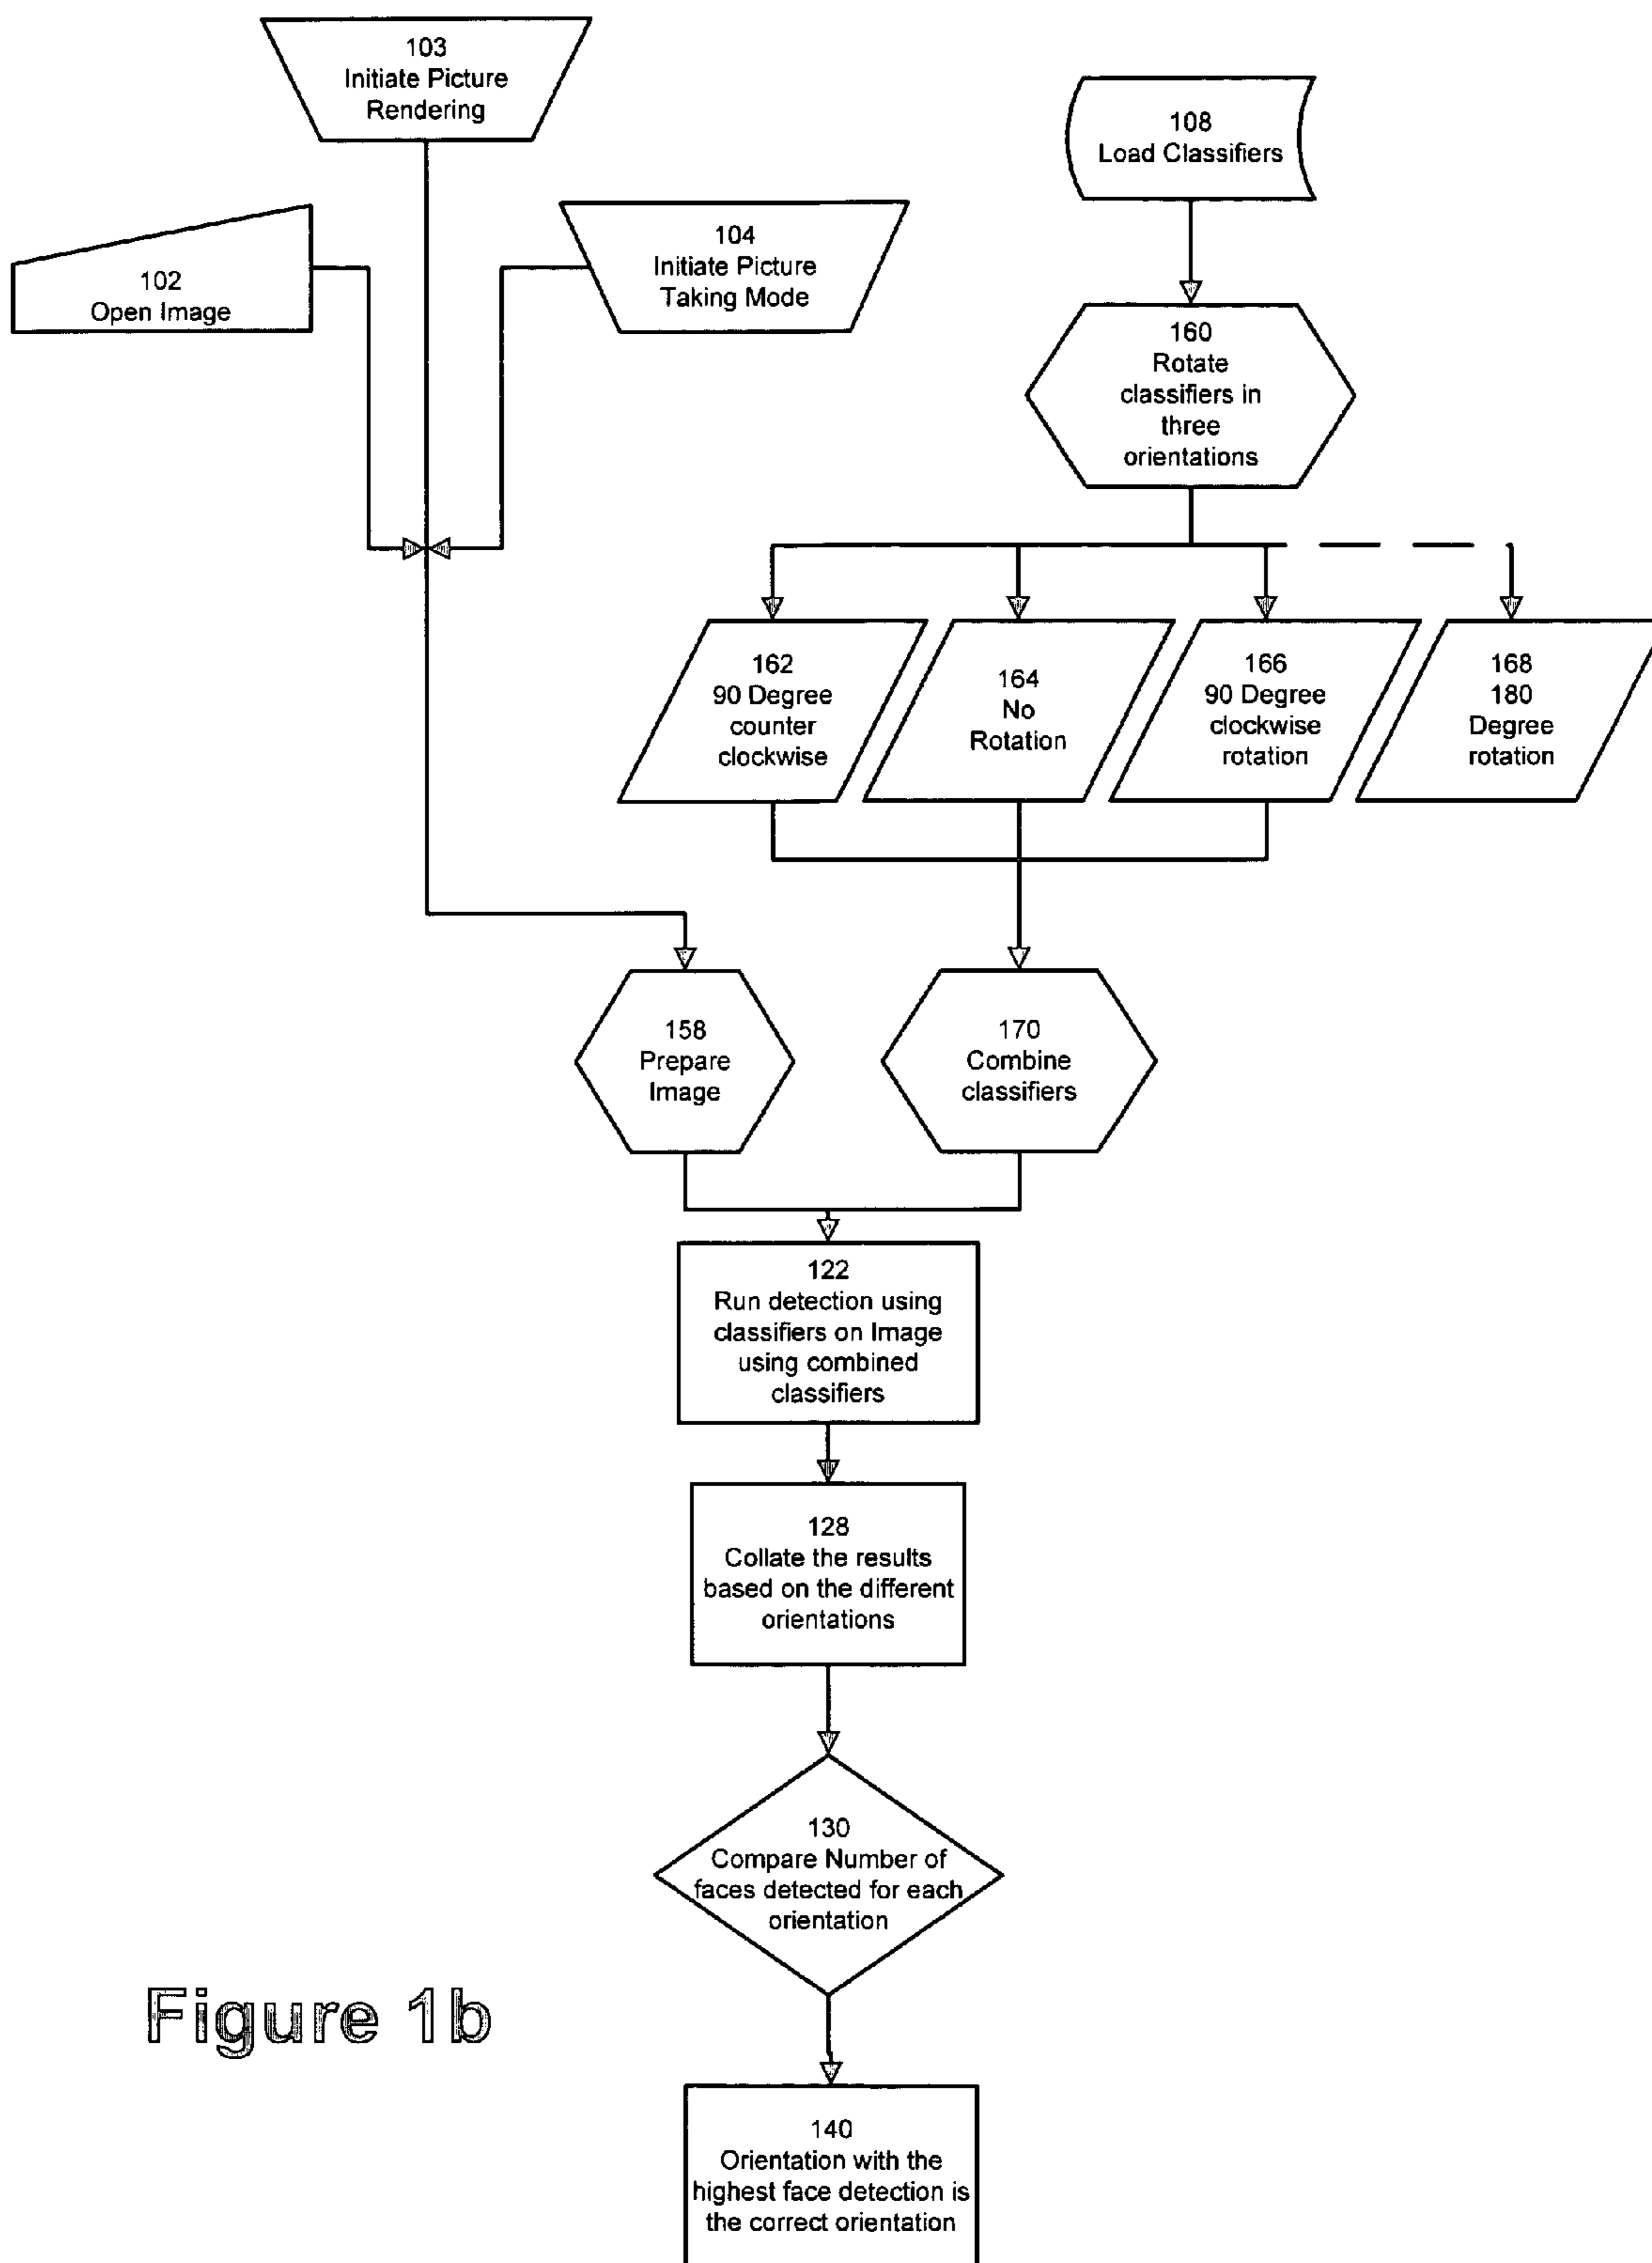 103
Initiate Picture
Rendering
108
Load Classifiers
102
Open Image
104
Initiate Picture
Taking Mode
160
Rotate
classifiers in
three
orientations
162
90 Degree
counter
clockwise
164
No
Rotation
166
90 Degree
clockwise
rotation
168
180
Degree
rotation
158
Prepare
Image
170
Combine
classifiers
122
Run detection using
classifiers on Image
using combined
classifiers
128
Collate the results
based on the different
orientations
130
Compare Number of
faces detected for each
orientation
Figure 1b
140
Orientation with the
highest face detection is
the correct orientation